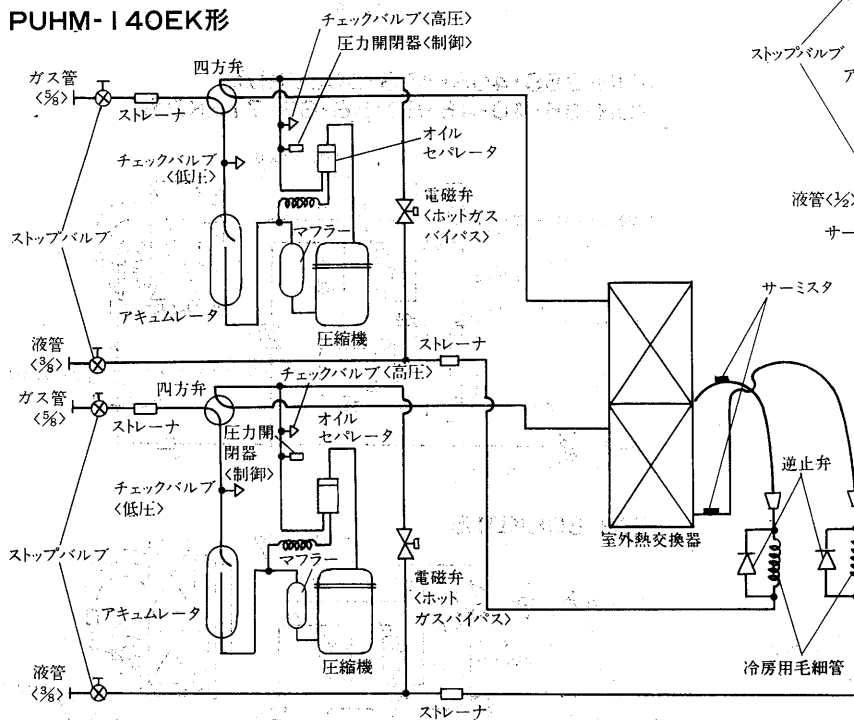 PUHM-140EK形
チェックバルブ〈高圧〉
圧力開閉器〈制御〉
ガス管
〈5/8〉
四方弁
ストレーナ
オイル
セパレータ
チェックバルブ
〈低圧〉
電磁弁
〈ホットガス
バイパス〉
ストップバルブ
マフラー
アキュムレータ
圧縮機
液管
〈3/8〉
ストレーナ
ストップバルブ
ア
液管〈1/2〉
サー
サーミスタ
ガス管
〈5/8〉
四方弁
チェックバルブ〈高圧〉
ストレーナ
圧力開
閉器
〈制御〉
オイル
セパレータ
チェックバルブ
〈低圧〉
ストップバルブ
マフラー
電磁弁
〈ホット
ガスバイパス〉
アキュムレータ
圧縮機
室外熱交換器
逆止弁
冷房用毛細管
液管
〈3/8〉
ストレーナ